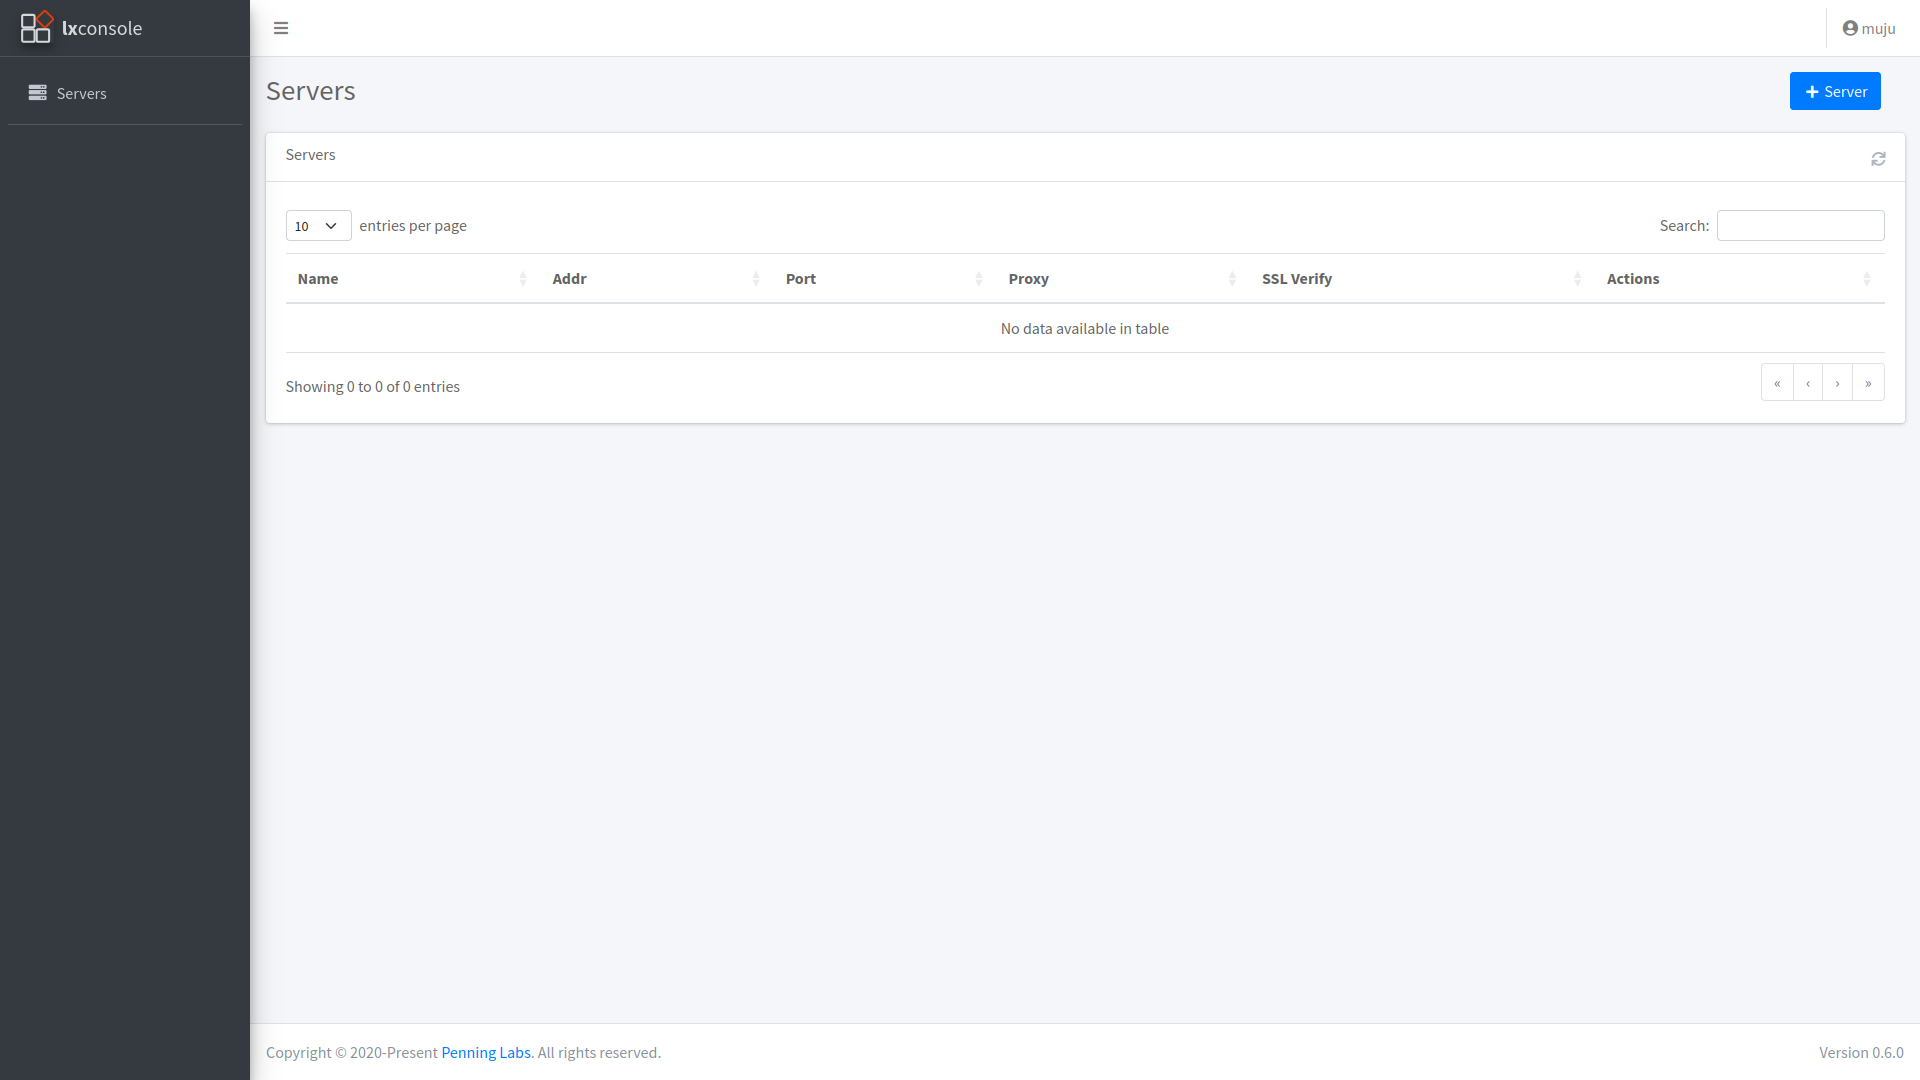 lxconsole
muju
Servers
Servers
+ Server
Servers
10 entries per page
Search:
Name Addr Port Proxy SSL Verify Actions
No data available in table
Showing 0 to 0 of 0 entries
« ‹ › »
Copyright © 2020-Present Penning Labs. All rights reserved.
Version 0.6.0